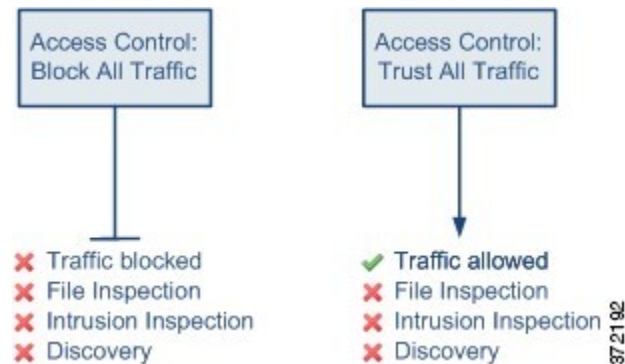 Access Control:
Block All Traffic
Traffic blocked
File Inspection
Intrusion Inspection
Discovery
Access Control:
Trust All Traffic
Traffic allowed
File Inspection
Intrusion Inspection
Discovery
372192